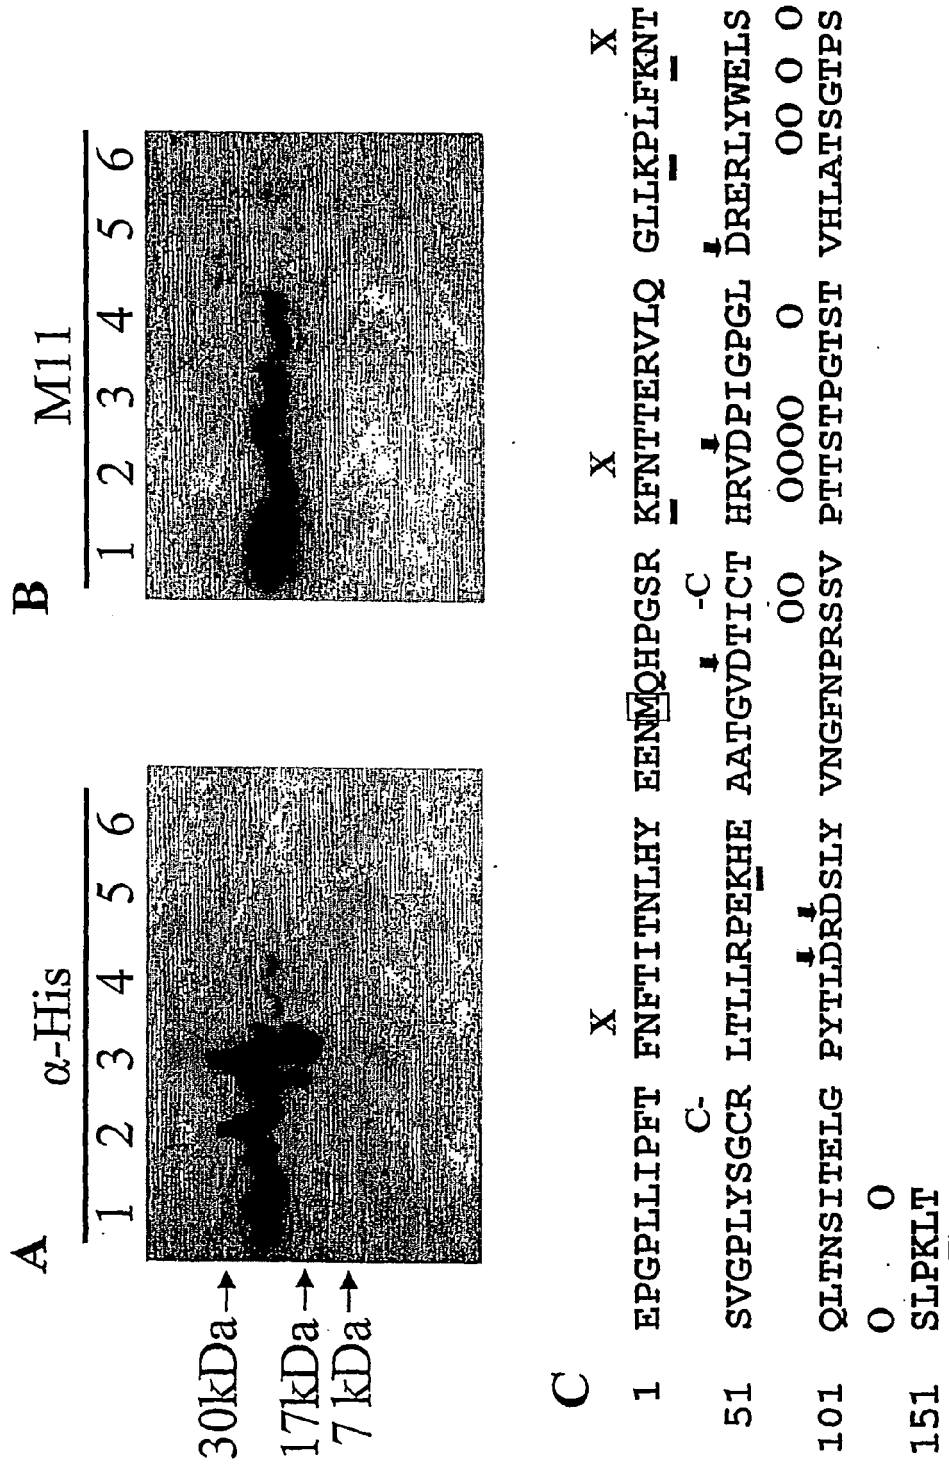 A B
α-His M11
1 2 3 4 5 6 1 2 3 4 5 6
30kDa→
17kDa→
7 kDa→
C
X X X
1 EPGPLLIPFT FNFTITNLHY EENMQHPGSR KFNTTERVLQ GLLKPLFKNT
C- -C
51 SVGPLYSGCR LTLLRPEKHE AATGVDTICT HRVDPIGPGL DRERLYWELS
OO OOOO O OO O O
101 QLTNSITELG PYTLDRDSLY VNGFNPRSSV PTTSTPGTST VHLATSGTPS
O O
151 SLPKLT